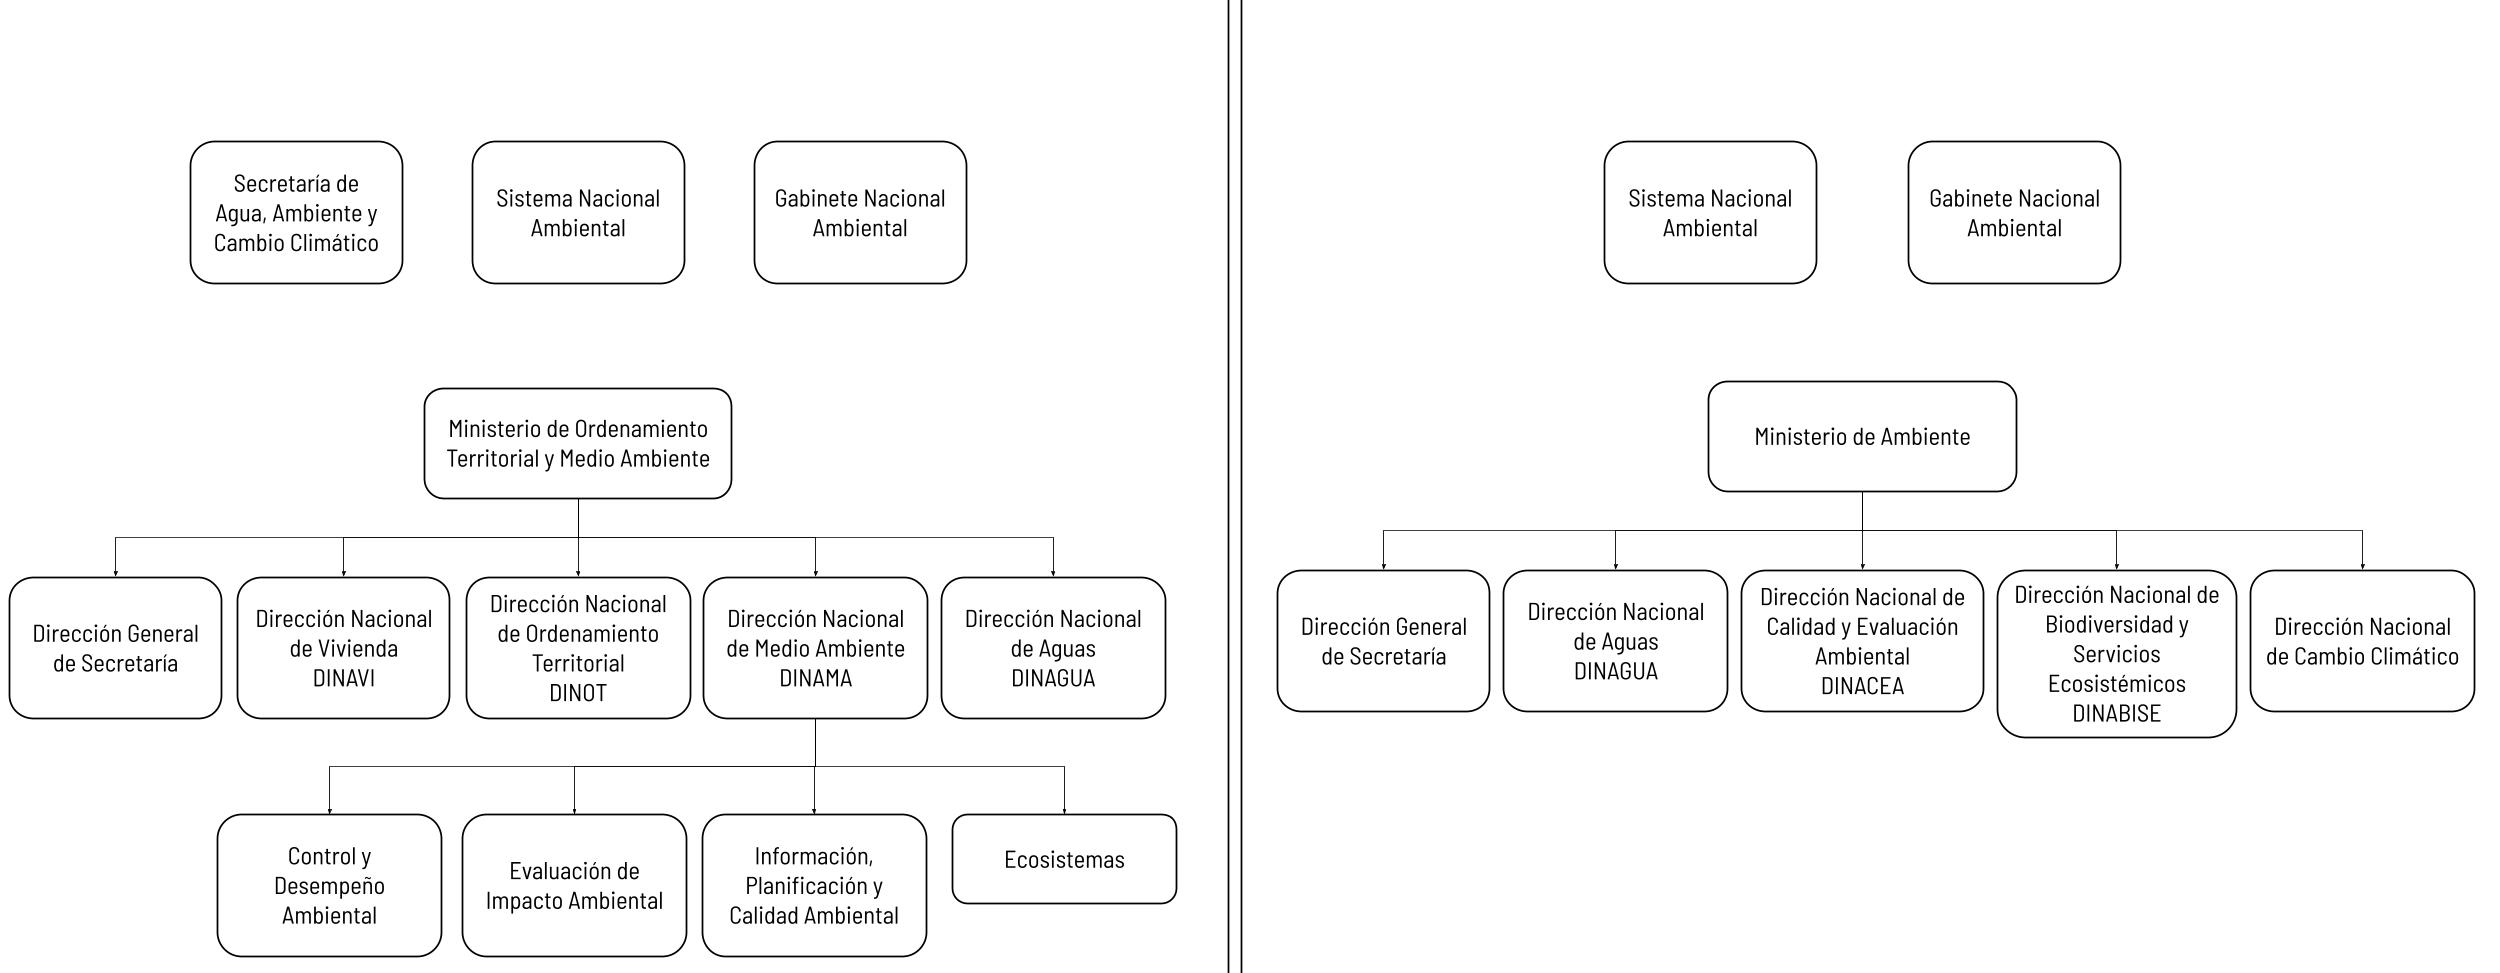 Secretaría de
Agua, Ambiente y
Cambio Climático
Sistema Nacional
Ambiental
Gabinete Nacional
Ambiental
Ministerio de Ordenamiento
Territorial y Medio Ambiente
Dirección General
de Secretaría
Dirección Nacional
de Vivienda
DINAVI
Dirección Nacional
de Ordenamiento
Territorial
DINOT
Dirección Nacional
de Medio Ambiente
DINAMA
Dirección Nacional
de Aguas
DINAGUA
Control y
Desempeño
Ambiental
Evaluación de
Impacto Ambiental
Información,
Planificación y
Calidad Ambiental
Ecosistemas
Sistema Nacional
Ambiental
Gabinete Nacional
Ambiental
Ministerio de Ambiente
Dirección General
de Secretaría
Dirección Nacional
de Aguas
DINAGUA
Dirección Nacional de
Calidad y Evaluación
Ambiental
DINACEA
Dirección Nacional de
Biodiversidad y
Servicios
Ecosistémicos
DINABISE
Dirección Nacional
de Cambio Climático